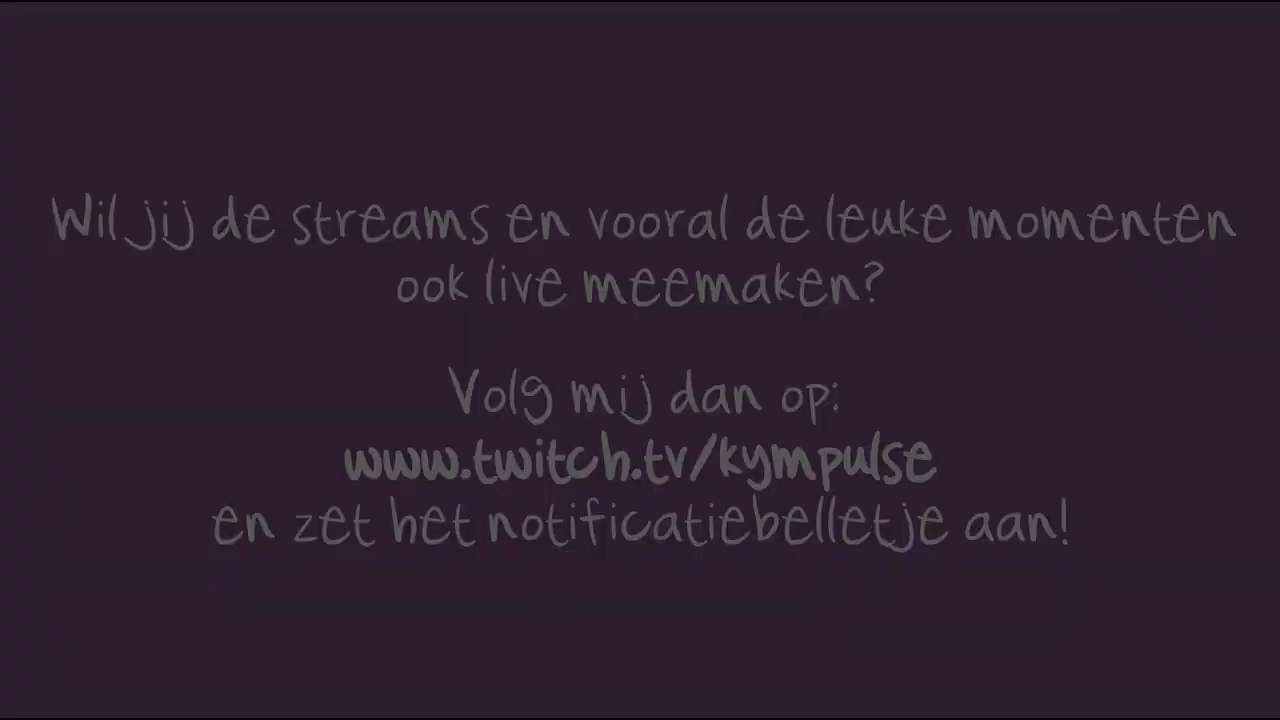 Wil jij de streams en vooral de leuke momenten
ook live meemaken?
Volg mij dan op:
www.twitch.tv/kympulse
en zet het notificatiebelletje aan!